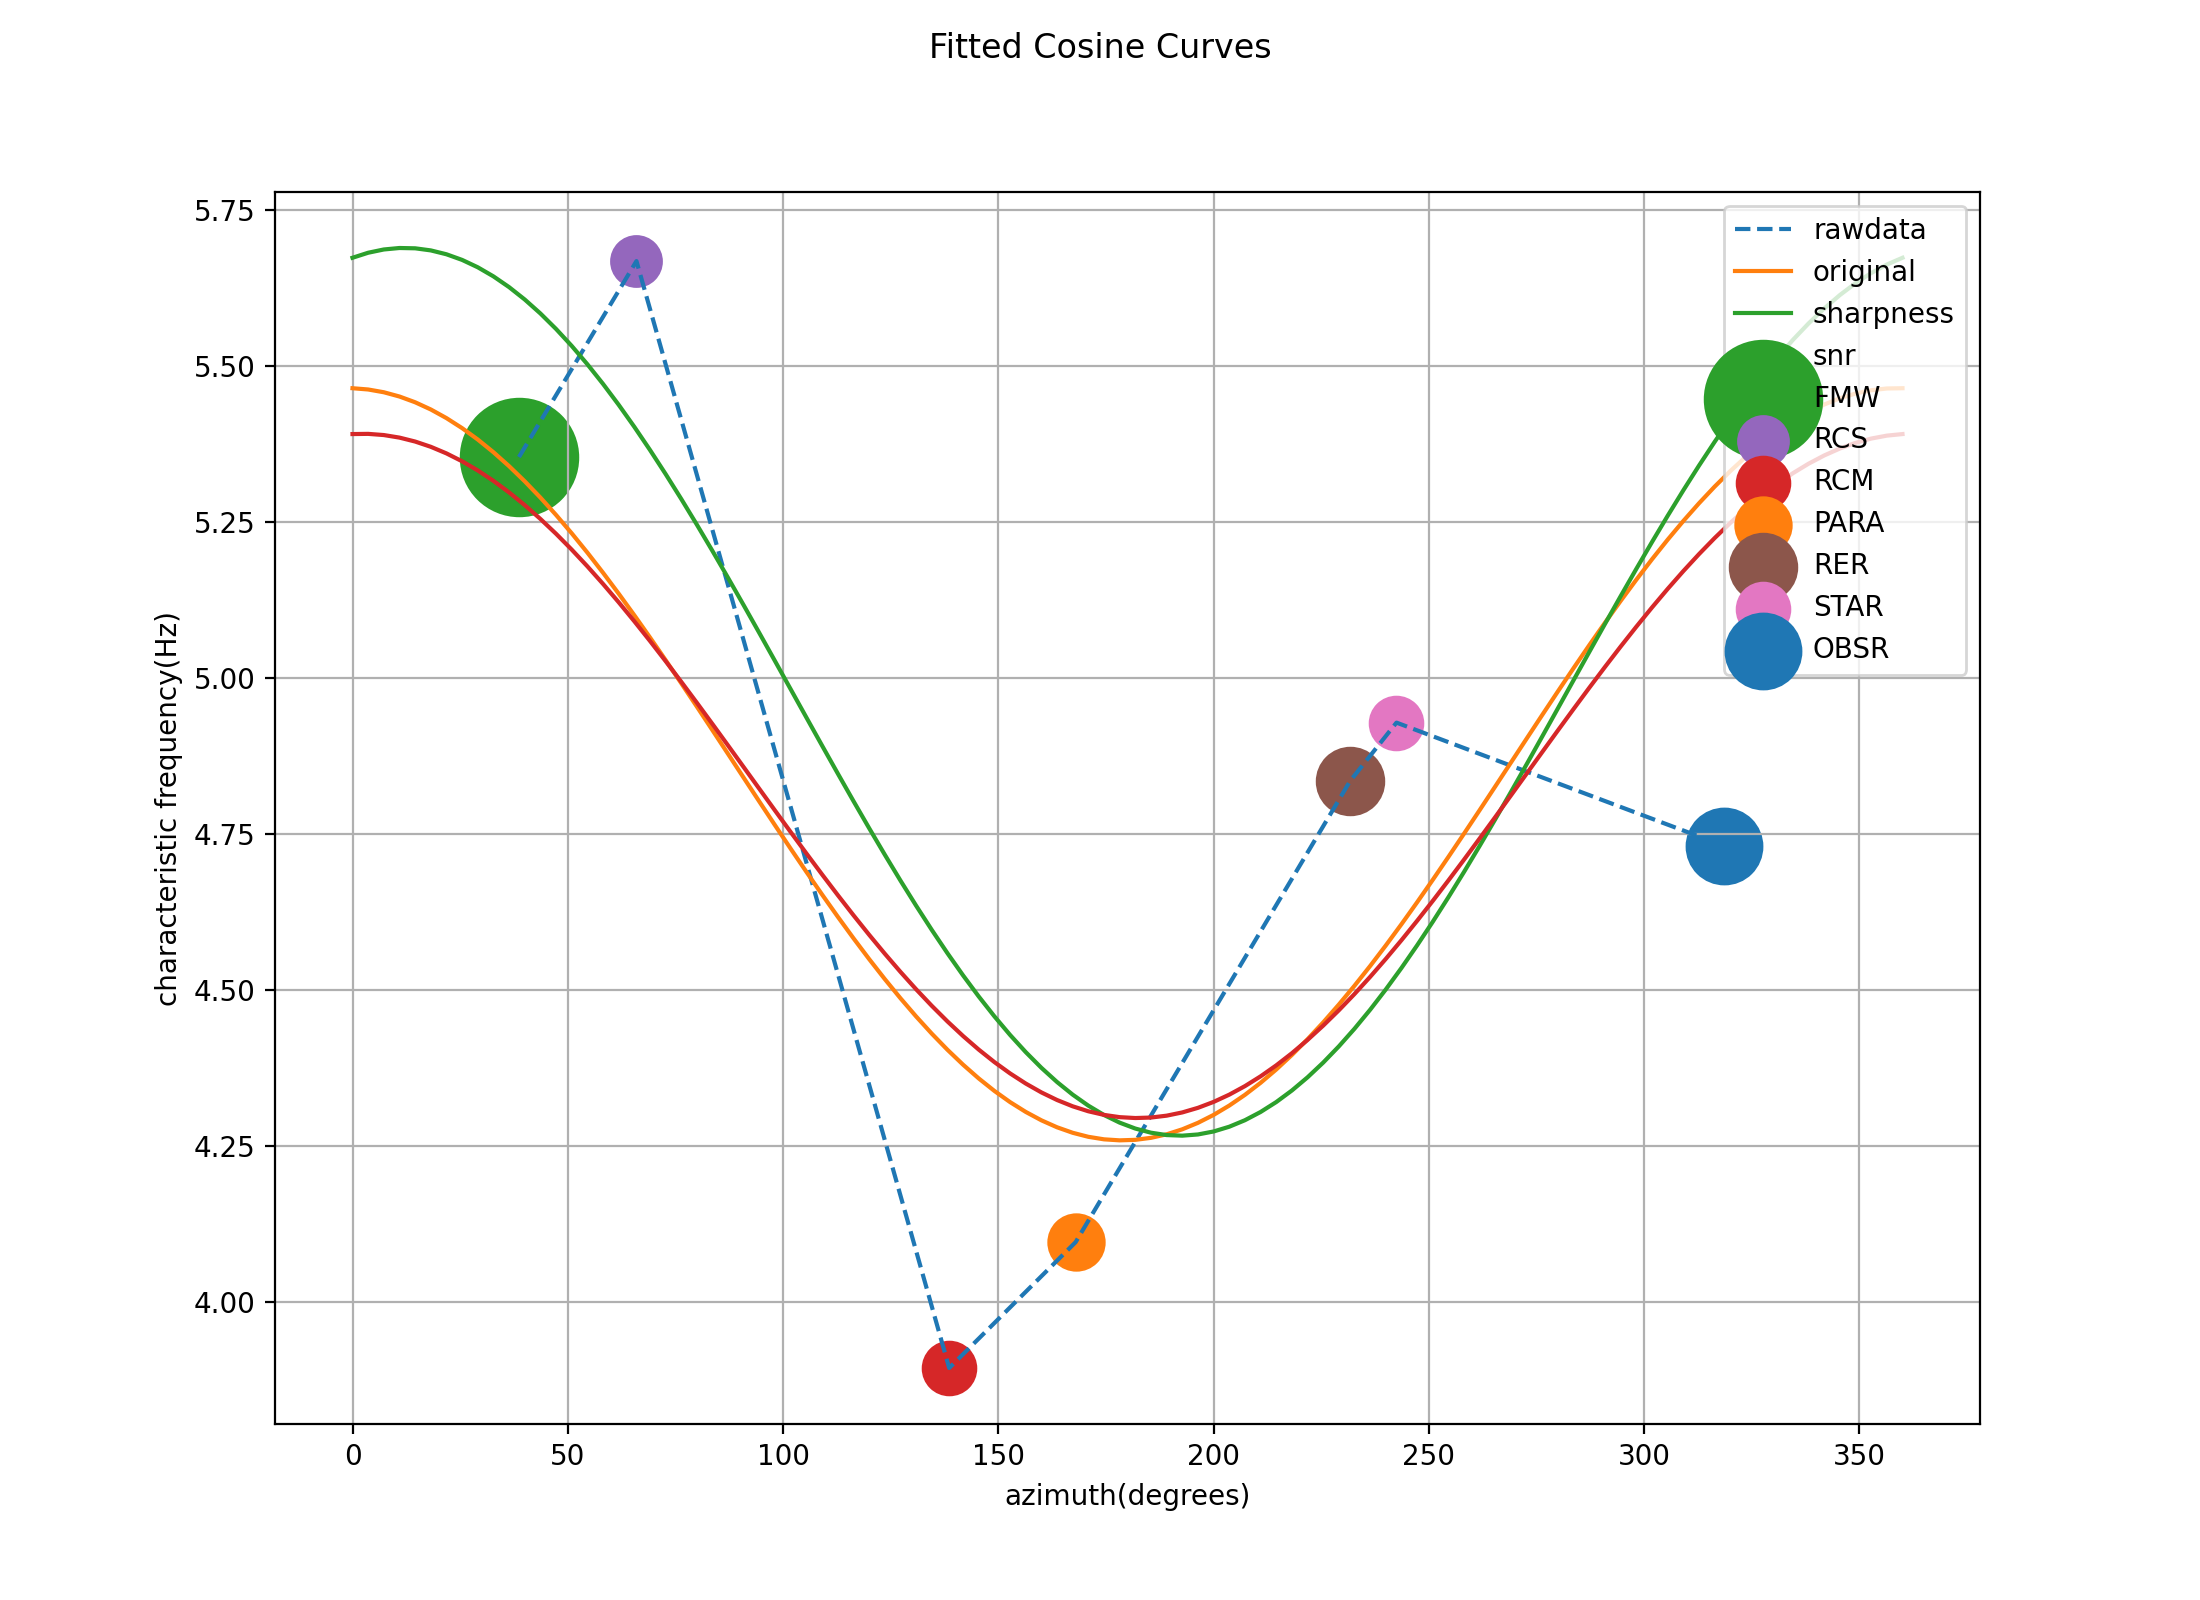 Fitted Cosine Curves
5.75
5.50
5.25
5.00
4.75
4.50
4.25
4.00
characteristic frequency(Hz)
0 50 100 150 200 250 300 350
azimuth(degrees)
rawdata
original
sharpness
snr
FMW
RCS
RCM
PARA
RER
STAR
OBSR